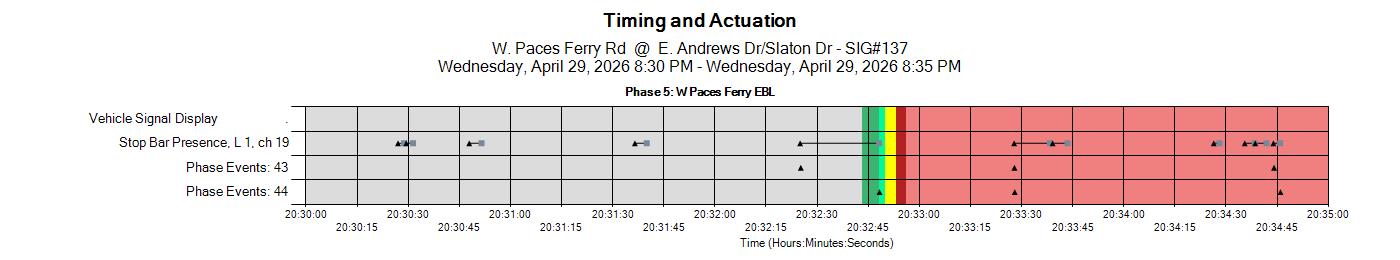 Timing and Actuation
W. Paces Ferry Rd @ E. Andrews Dr/Slaton Dr - SIG#137
Wednesday, April 29, 2026 8:30 PM - Wednesday, April 29, 2026 8:35 PM
Phase 5: W Paces Ferry EBL
Vehicle Signal Display .
Stop Bar Presence, L 1, ch 19
Phase Events: 43
Phase Events: 44
20:30:00 20:30:30 20:31:00 20:31:30 20:32:00 20:32:30 20:33:00 20:33:30 20:34:00 20:34:30 20:35:00
20:30:15 20:30:45 20:31:15 20:31:45 20:32:15 20:32:45 20:33:15 20:33:45 20:34:15 20:34:45
Time (Hours:Minutes:Seconds)